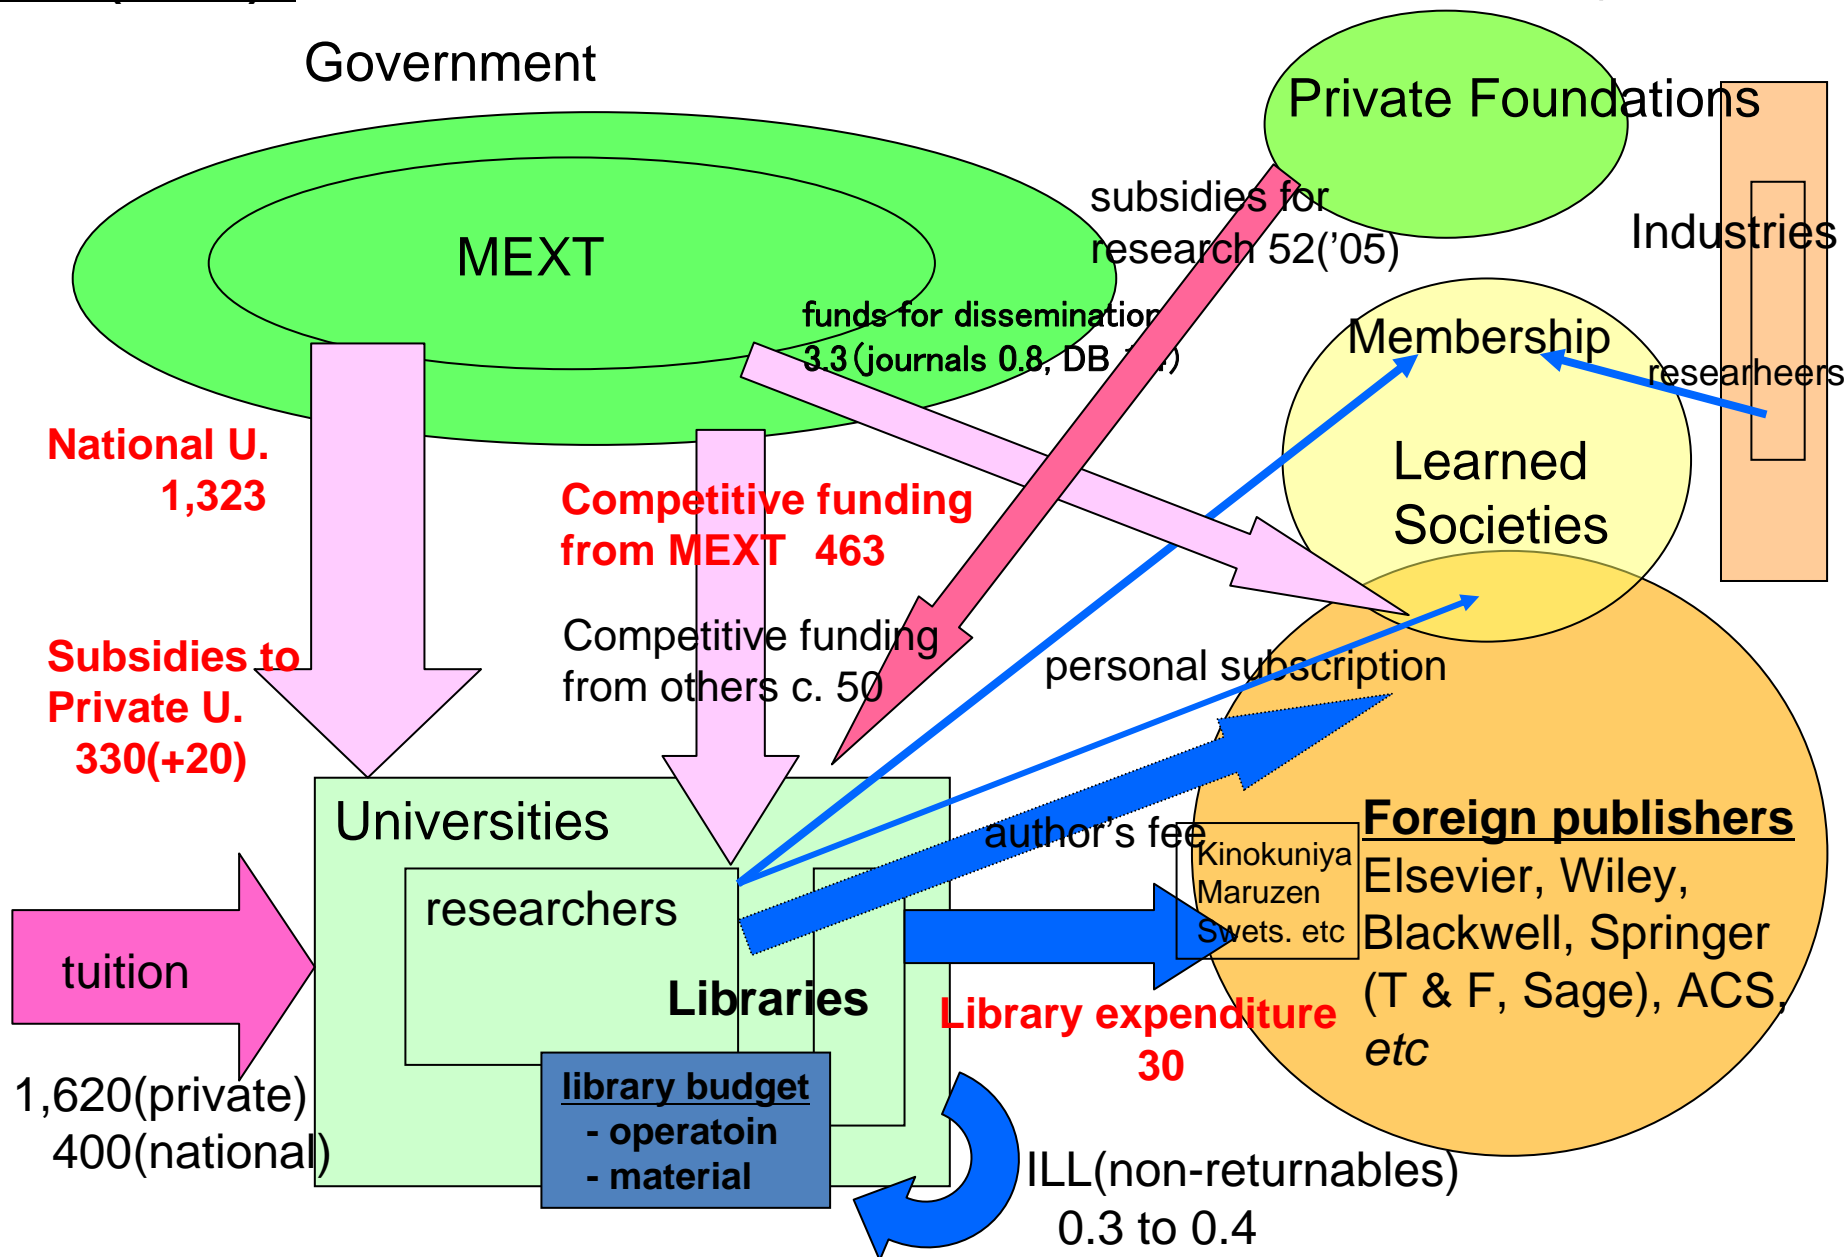 Government
Private Foundations
MEXT
subsidies for
research 52('05)
Industries
funds for dissemination
3.3(journals 0.8, DB
Membership
researheers
National U.
1,323
Learned
Societies
Competitive funding
from MEXT 463
Competitive funding
from others c. 50
Subsidies to
Private U.
330(+20)
personal subscription
Universities
author's fee
researchers
Kinokuniya
Maruzen
Swets. etc
Foreign publishers
Elsevier, Wiley,
Blackwell, Springer
(T & F, Sage), ACS,
etc
tuition
Libraries
Library expenditure
30
1,620(private)
400(national)
library budget
- operatoin
- material
ILL(non-returnables)
0.3 to 0.4